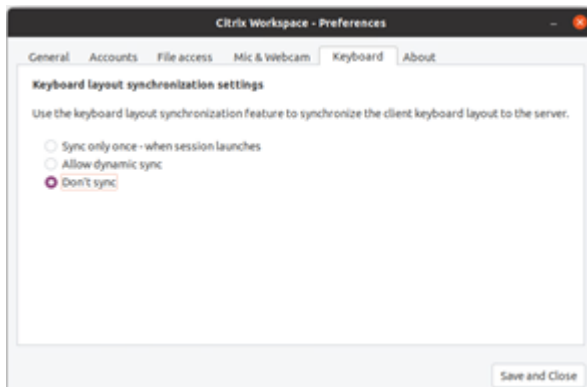 Citrix Workspace - Preferences
General Accounts File access Mic & Webcam Keyboard About
Keyboard layout synchronization settings
Use the keyboard layout synchronization feature to synchronize the client keyboard layout to the server.
Sync only once - when session launches
Allow dynamic sync
Don't sync
Save and Close